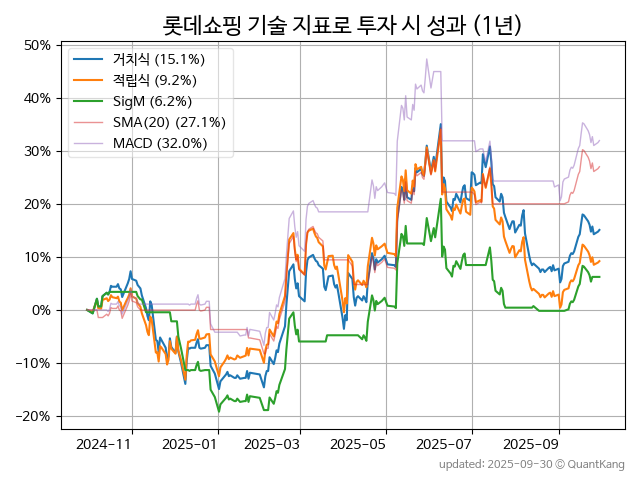 롯데쇼핑 기술 지표로 투자 시 성과 (1년)
50%
40%
30%
20%
10%
0%
−10%
−20%
거치식 (15.1%)
적립식 (9.2%)
SigM (6.2%)
SMA(20) (27.1%)
MACD (32.0%)
2024-11
2025-01
2025-03
2025-05
2025-07
2025-09
updated: 2025-09-30 ⓒ QuantKang